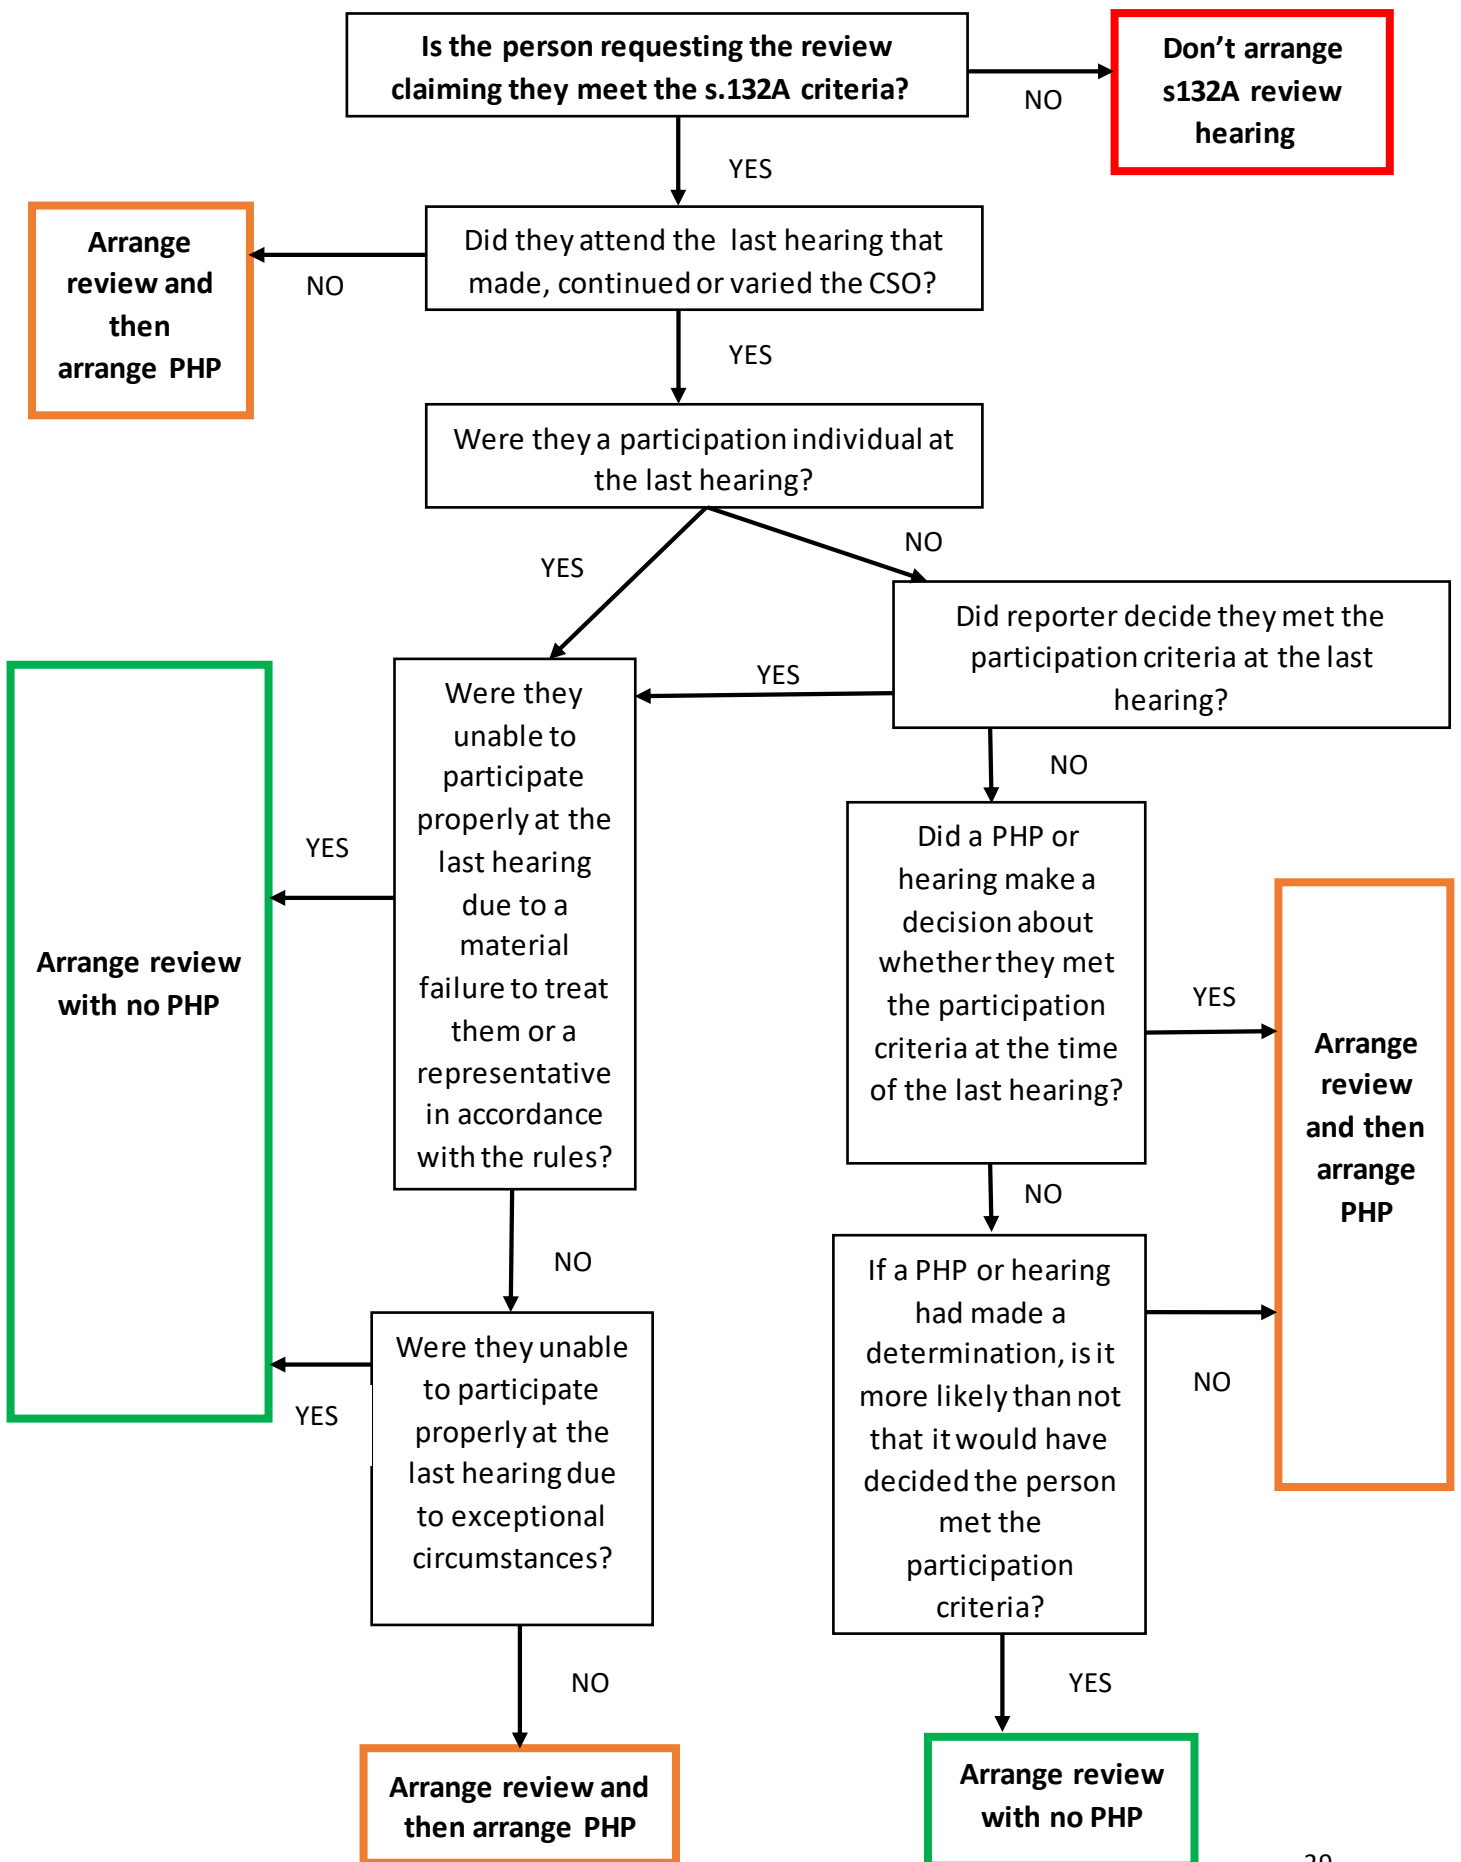 Is the person requesting the review
claiming they meet the s.132A criteria?
Don’t arrange
s132A review
hearing
NO
YES
Arrange
review and
then
arrange PHP
NO
Did they attend the last hearing that
made, continued or varied the CSO?
YES
Were they a participation individual at
the last hearing?
YES
NO
Did reporter decide they met the
participation criteria at the last
hearing?
YES
NO
Were they
unable to
participate
properly at the
last hearing
due to a
material
failure to treat
them or a
representative
in accordance
with the rules?
YES
Arrange review
with no PHP
Did a PHP or
hearing make a
decision about
whether they met
the participation
criteria at the time
of the last hearing?
YES
Arrange
review
and then
arrange
PHP
NO
NO
Were they unable
to participate
properly at the
last hearing due
to exceptional
circumstances?
YES
If a PHP or hearing
had made a
determination, is it
more likely than not
that it would have
decided the person
met the
participation
criteria?
NO
NO
YES
Arrange review and
then arrange PHP
Arrange review
with no PHP